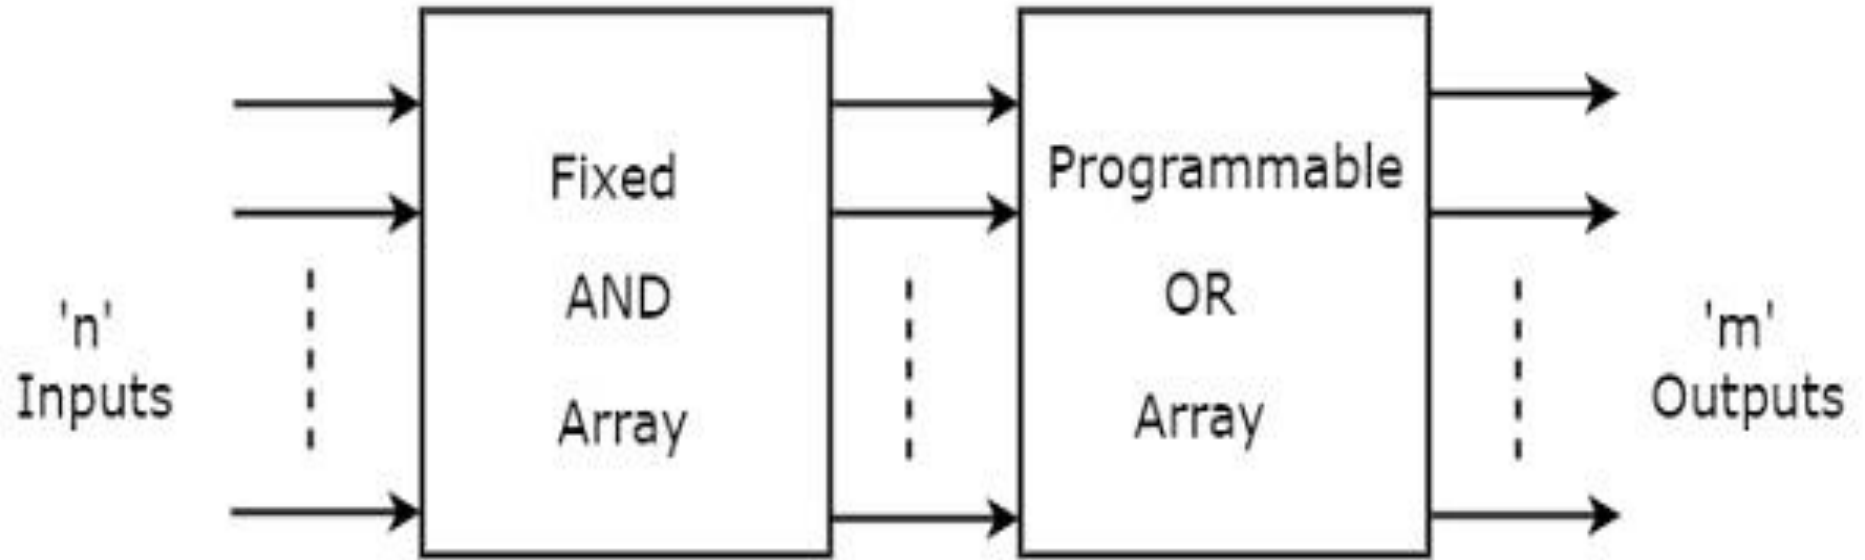 'n'
Inputs
Fixed
AND
Array
Programmable
OR
Array
'm'
Outputs